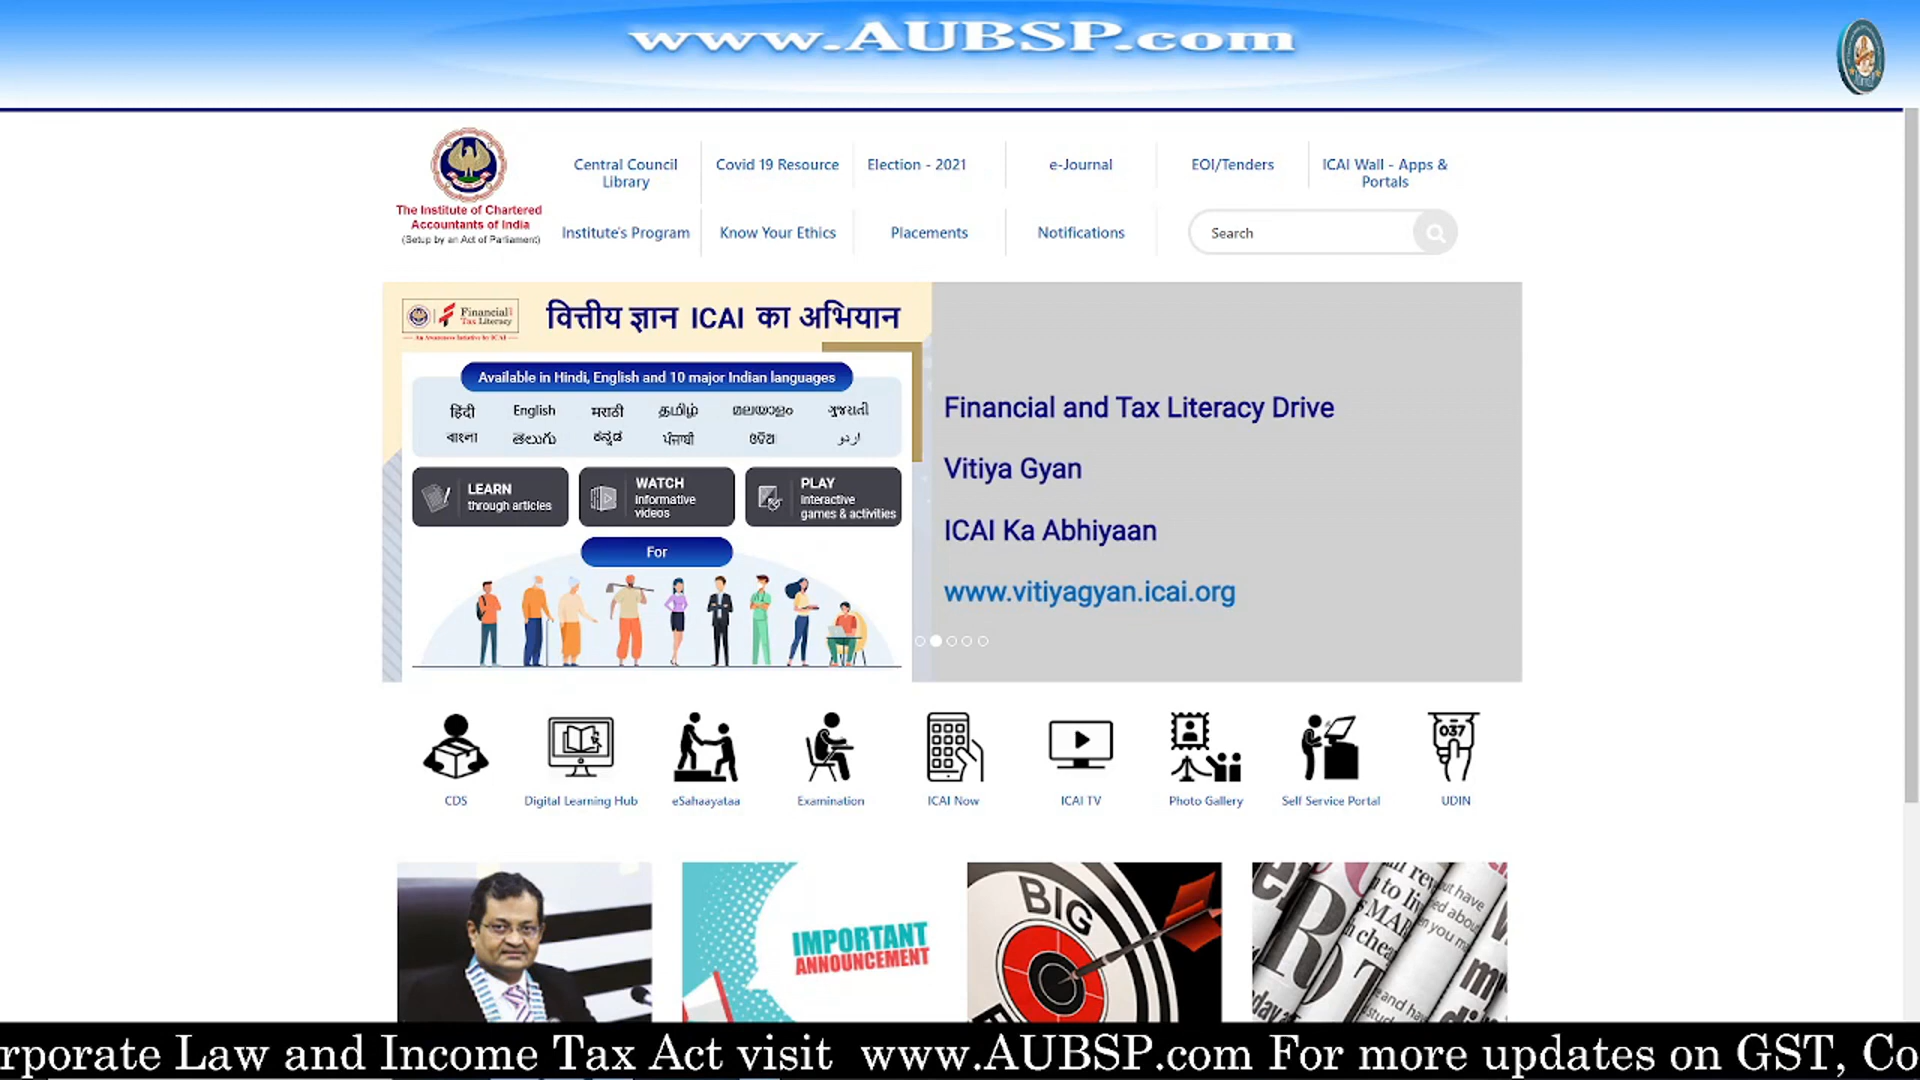 www.AUBSP.com
Central Council
Library
Covid 19 Resource
Election - 2021
e-Journal
EOI/Tenders
ICAI Wall - Apps &
Portals
The Institute of Chartered
Accountants of India
(Setup by an Act of Parliament)
Institute's Program
Know Your Ethics
Placements
Notifications
Search
Financial
Tax Literacy
An Awareness Initiative by ICAI
वित्तीय ज्ञान ICAI का अभियान
Available in Hindi, English and 10 major Indian languages
हिंदी English मराठी தமிழ் മലയാളം ગુજરાતી
বাংলা తెలుగు ಕನ್ನಡ ਪੰਜਾਬੀ ଓଡ଼ିଆ اردو
LEARN
through articles
WATCH
Informative
videos
PLAY
Interactive
games & activities
For
Financial and Tax Literacy Drive
Vitiya Gyan
ICAI Ka Abhiyaan
www.vitiyagyan.icai.org
037
CDS
Digital Learning Hub
eSahaayataa
Examination
ICAI Now
ICAI TV
Photo Gallery
Self Service Portal
UDIN
IMPORTANT
ANNOUNCEMENT
BIG
rporate Law and Income Tax Act visit www.AUBSP.com For more updates on GST, Co